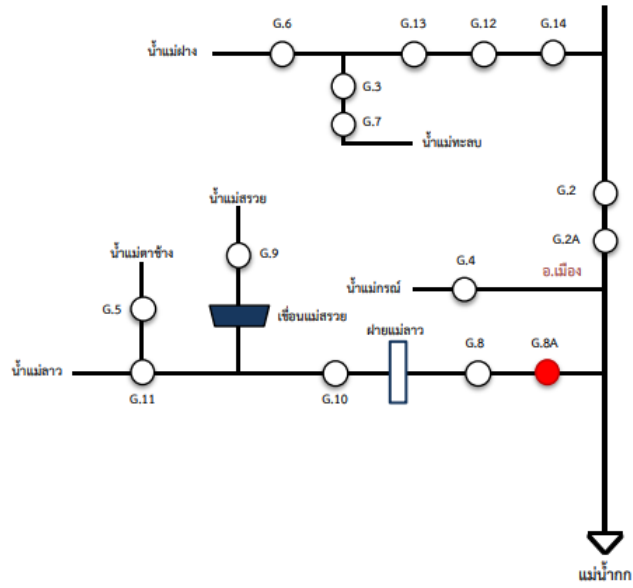 G.6
G.13
G.12
G.14
น้ำแม่ฝาง
G.3
G.7
น้ำแม่ทะลบ
น้ำแม่สรวย
G.2
G.2A
น้ำแม่ตาช้าง
G.9
G.4
อ.เมือง
น้ำแม่กรณ์
G.5
เขื่อนแม่สรวย
ฝายแม่ลาว
G.8
G.8A
น้ำแม่ลาว
G.11
G.10
แม่น้ำกก